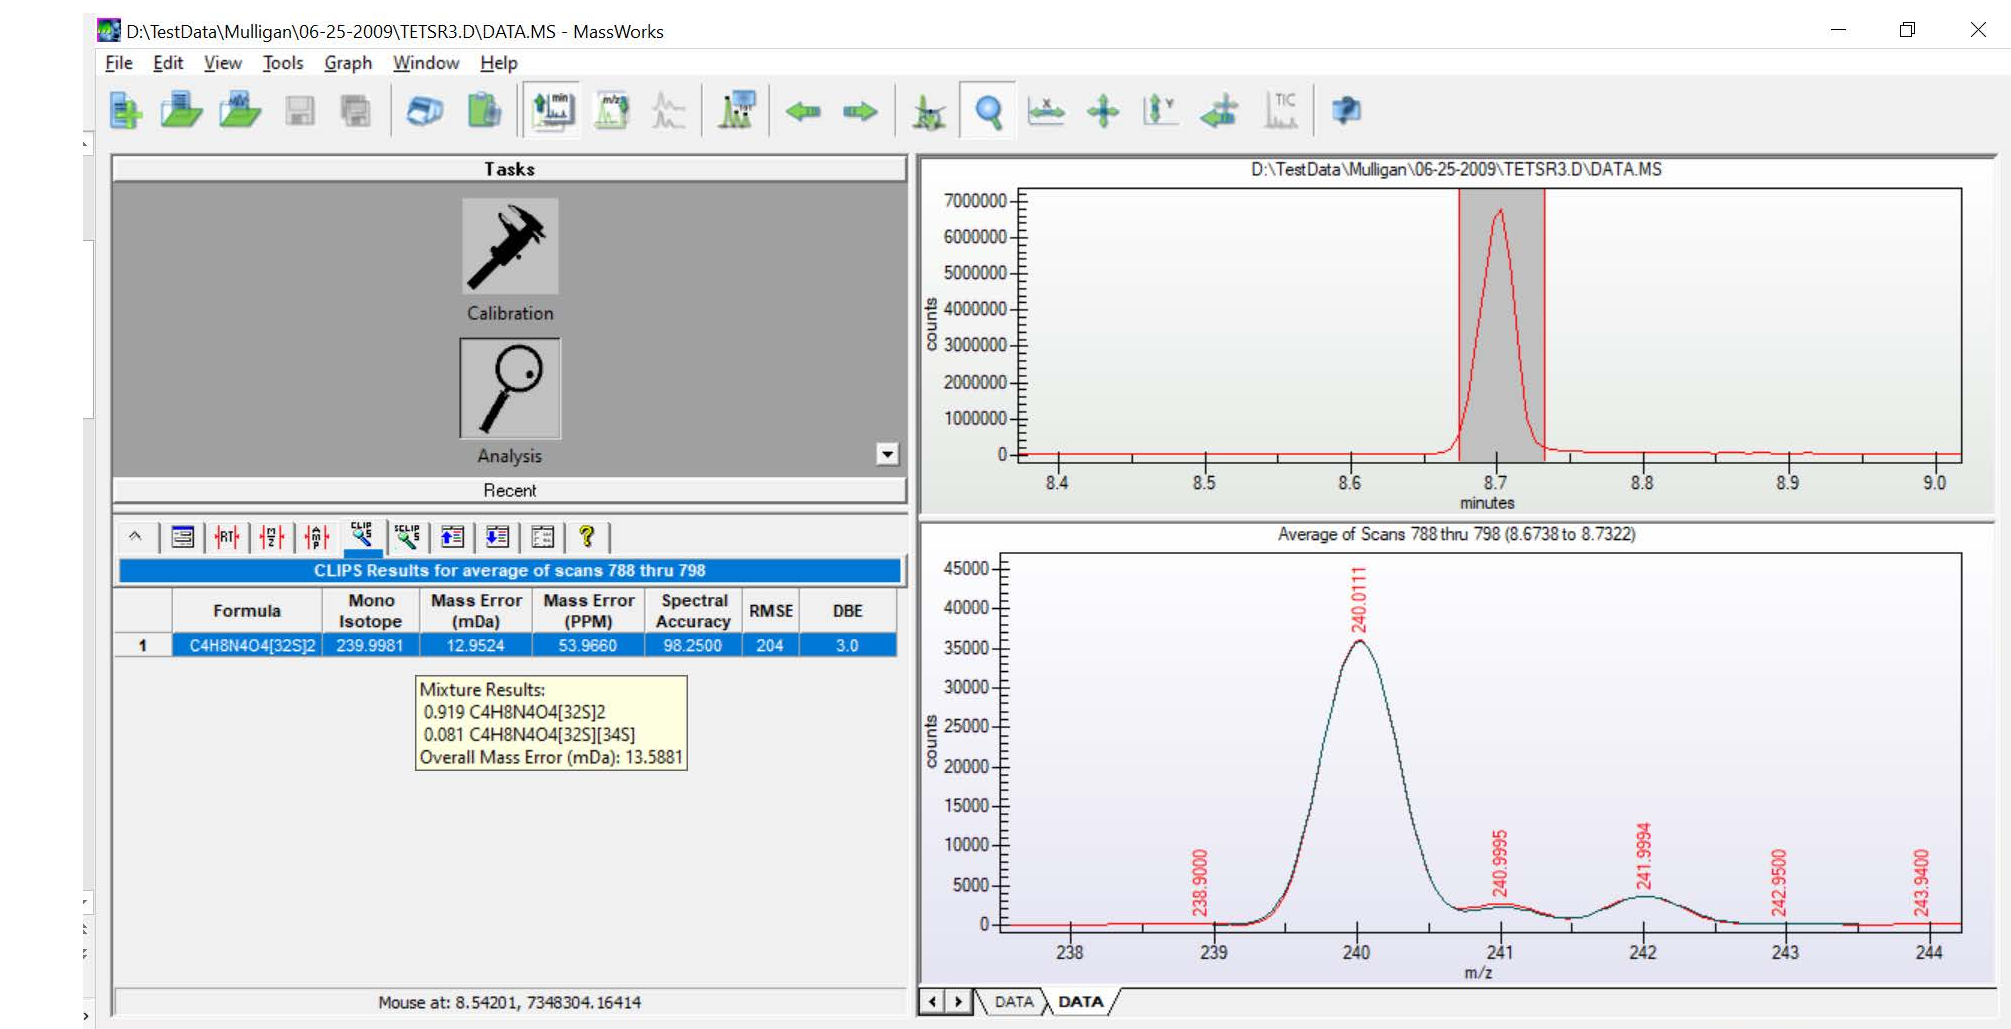 D:\TestData\Mulligan\06-25-2009\TETSR3.D\DATA.MS - MassWorks
File Edit View Tools Graph Window Help
min m/z 101 X Y TIC
Tasks
Calibration
Analysis
Recent
RT MZ AMP CLIPS SCLIPS ?
CLIPS Results for average of scans 788 thru 798
Formula Mono Isotope Mass Error (mDa) Mass Error (PPM) Spectral Accuracy RMSE DBE
1 C4H8N4O4[32S]2 239.9981 12.9524 53.9660 98.2500 204 3.0
Mixture Results:
0.919 C4H8N4O4[32S]2
0.081 C4H8N4O4[32S][34S]
Overall Mass Error (mDa): 13.5881
Mouse at: 8.54201, 7348304.16414
D:\TestData\Mulligan\06-25-2009\TETSR3.D\DATA.MS
7000000
6000000
5000000
4000000
3000000
2000000
1000000
0
counts
8.4 8.5 8.6 8.7 8.8 8.9 9.0
minutes
Average of Scans 788 thru 798 (8.6738 to 8.7322)
45000
40000
35000
30000
25000
20000
15000
10000
5000
0
counts
238.9000 240.0111 240.9995 241.9994 242.9500 243.9400
238 239 240 241 242 243 244
m/z
DATA DATA